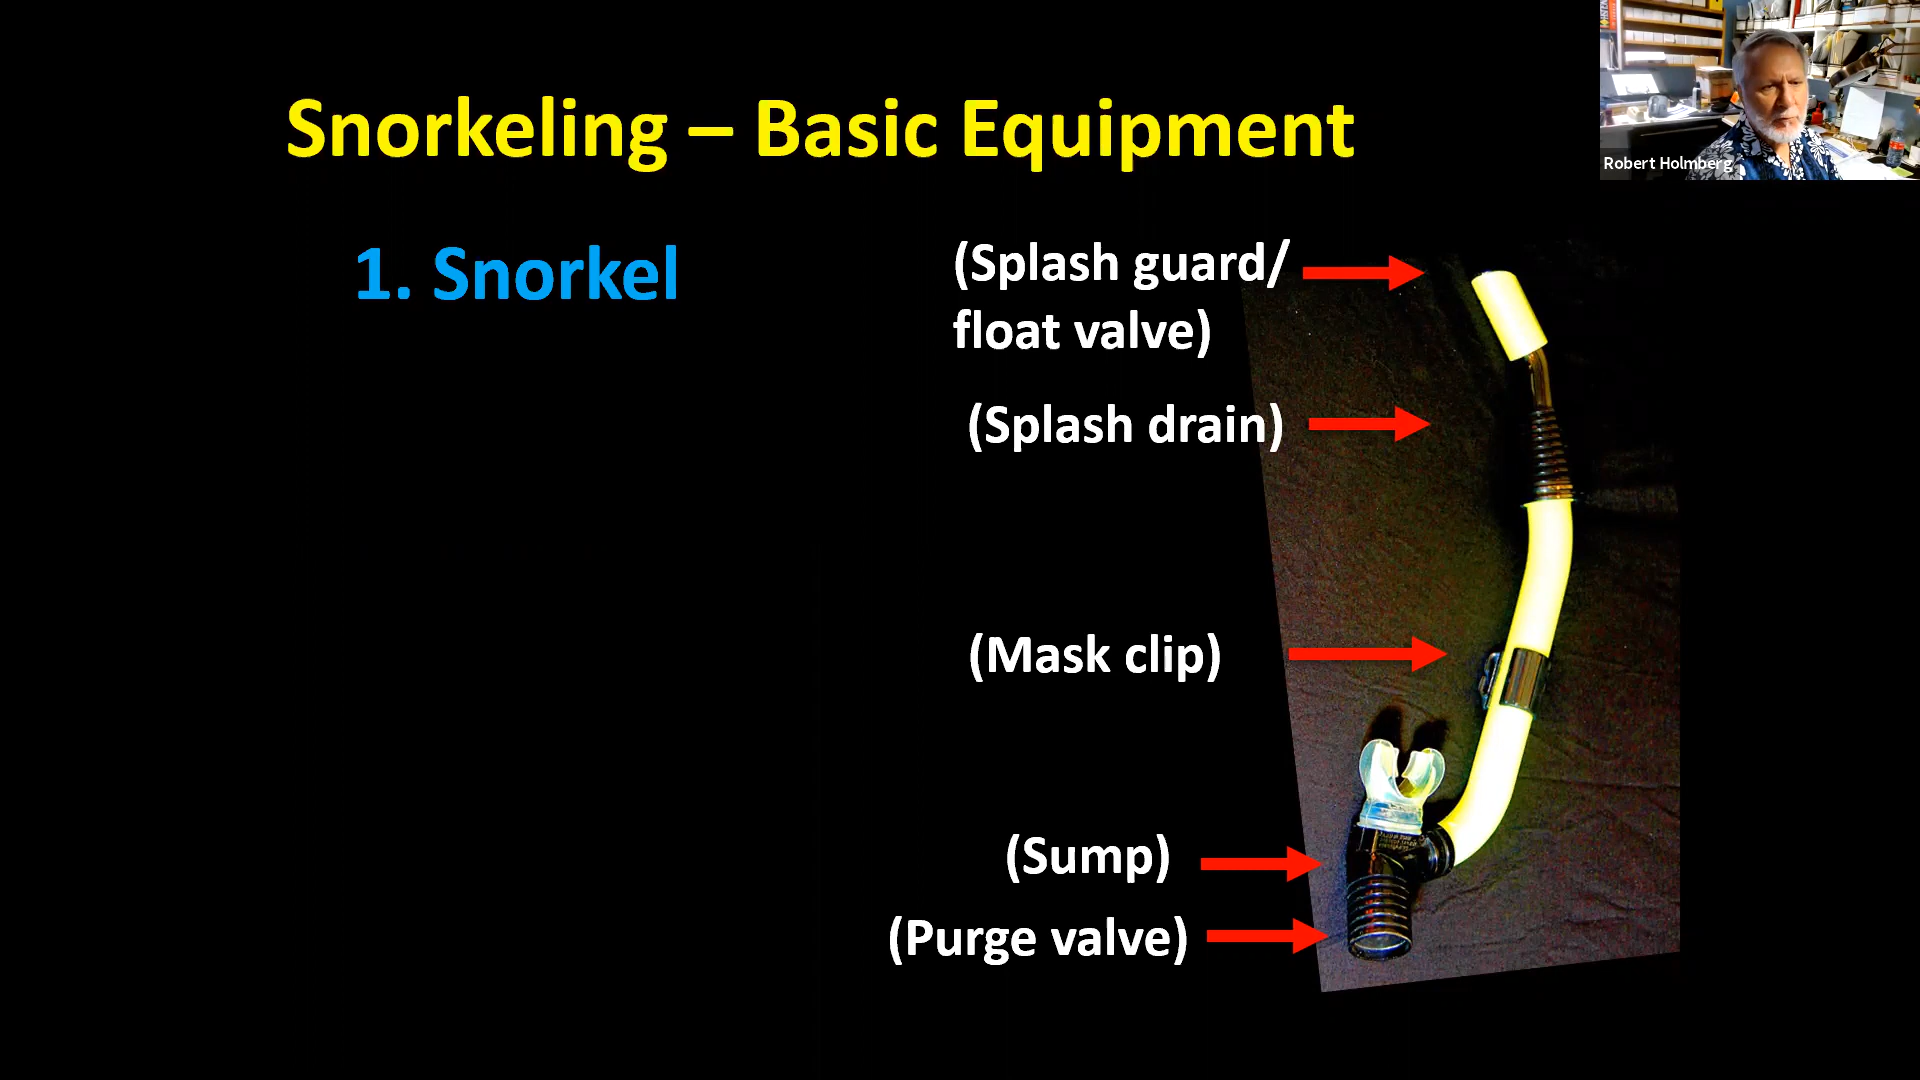 Snorkeling – Basic Equipment
Robert Holmberg
1. Snorkel
(Splash guard/
float valve)
(Splash drain)
(Mask clip)
(Sump)
(Purge valve)